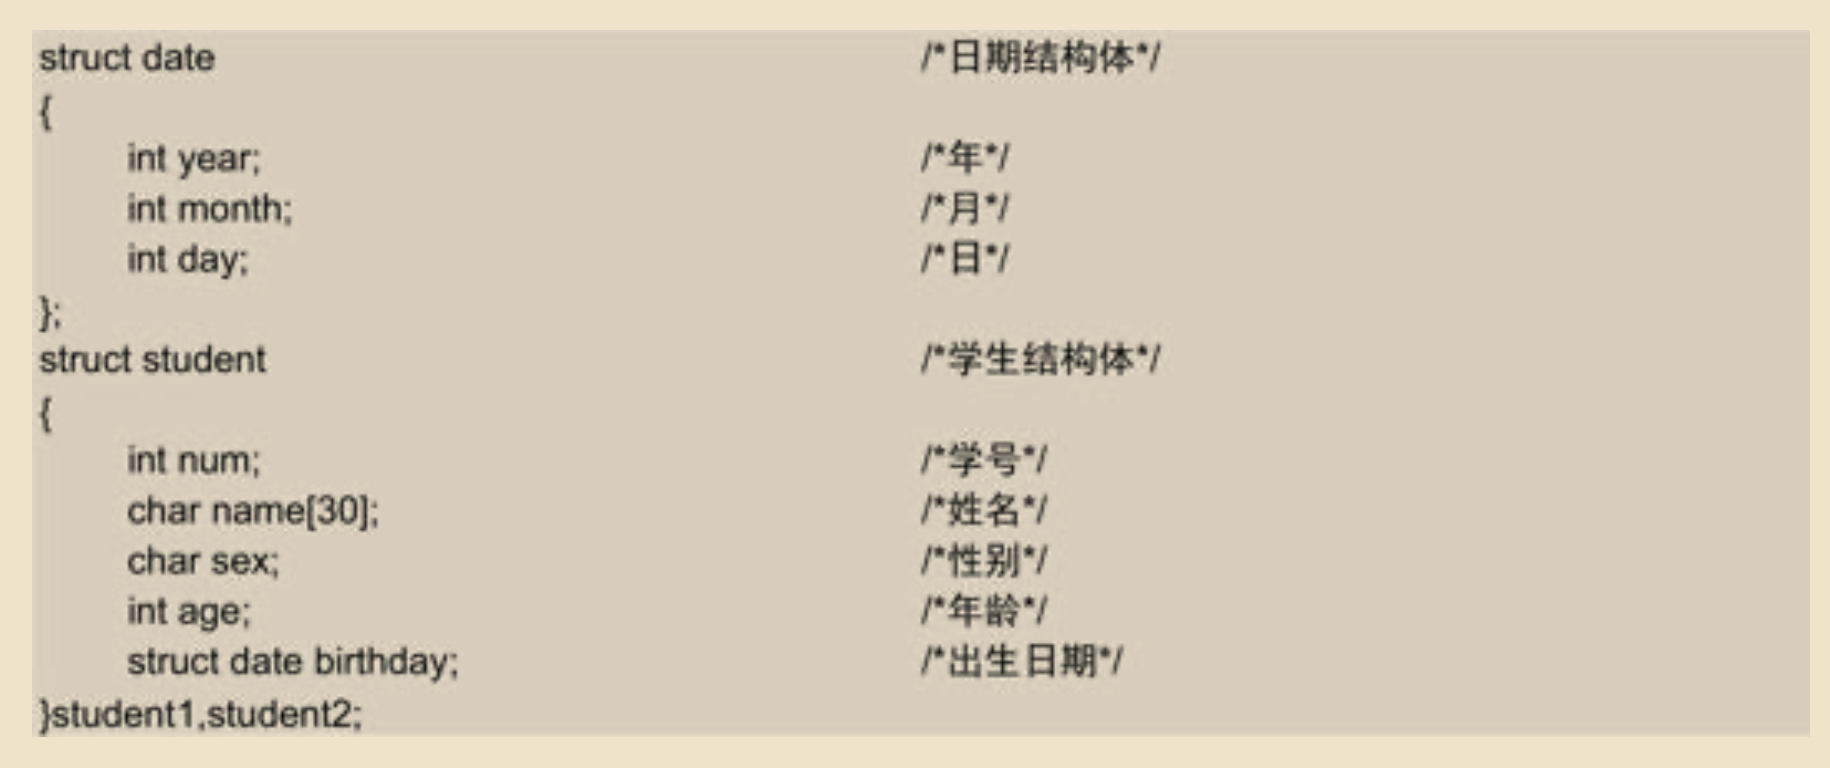 struct date /*日期结构体*/
{
int year; /*年*/
int month; /*月*/
int day; /*日*/
};
struct student /*学生结构体*/
{
int num; /*学号*/
char name[30]; /*姓名*/
char sex; /*性别*/
int age; /*年龄*/
struct date birthday; /*出生日期*/
}student1,student2;